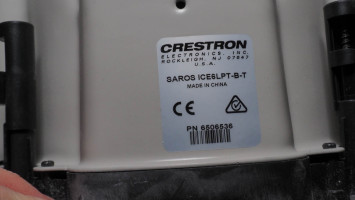 CRESTRON
ELECTRONICS, INC.
ROCKLEIGH, NJ 07647
U.S.A.
SAROS ICE6LPT-B-T
MADE IN CHINA
CE
PN 6506536